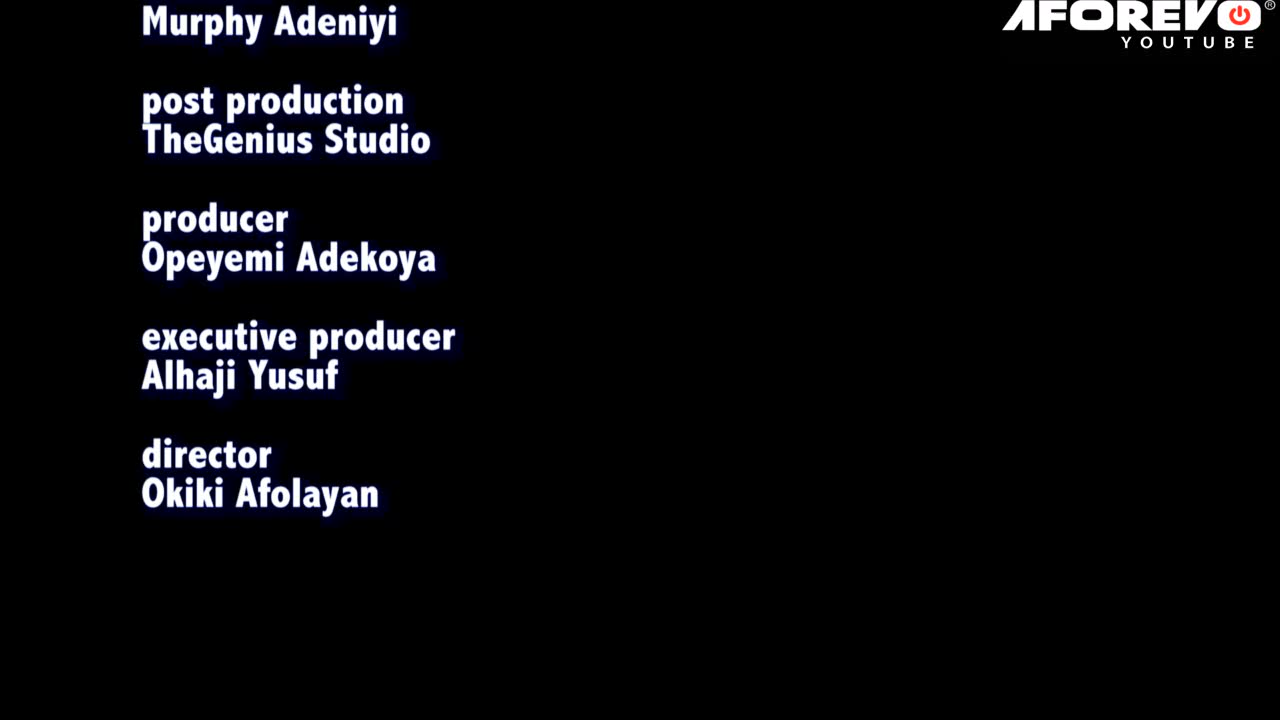 Murphy Adeniyi
AFOREVO®
YOUTUBE
post production
TheGenius Studio
producer
Opeyemi Adekoya
executive producer
Alhaji Yusuf
director
Okiki Afolayan